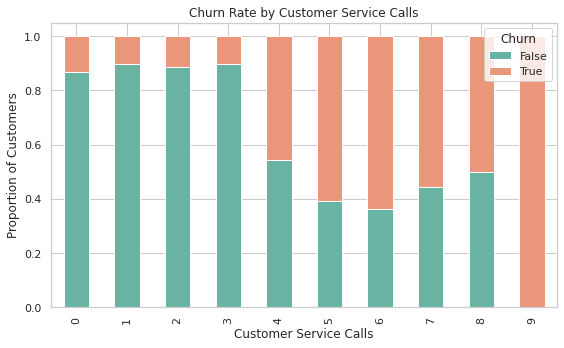 Churn Rate by Customer Service Calls
Churn
False
True
Proportion of Customers
1.0
0.8
0.6
0.4
0.2
0.0
0 1 2 3 4 5 6 7 8 9
Customer Service Calls